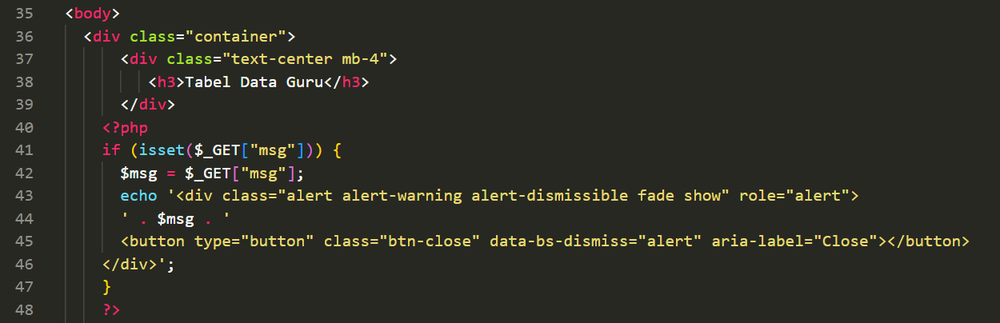 35 <body>
36 <div class="container">
37 <div class="text-center mb-4">
38 <h3>Tabel Data Guru</h3>
39 </div>
40 <?php
41 if (isset($_GET["msg"])) {
42 $msg = $_GET["msg"];
43 echo '<div class="alert alert-warning alert-dismissible fade show" role="alert">
44 ' . $msg . '
45 <button type="button" class="btn-close" data-bs-dismiss="alert" aria-label="Close"></button>
46 </div>';
47 }
48 ?>